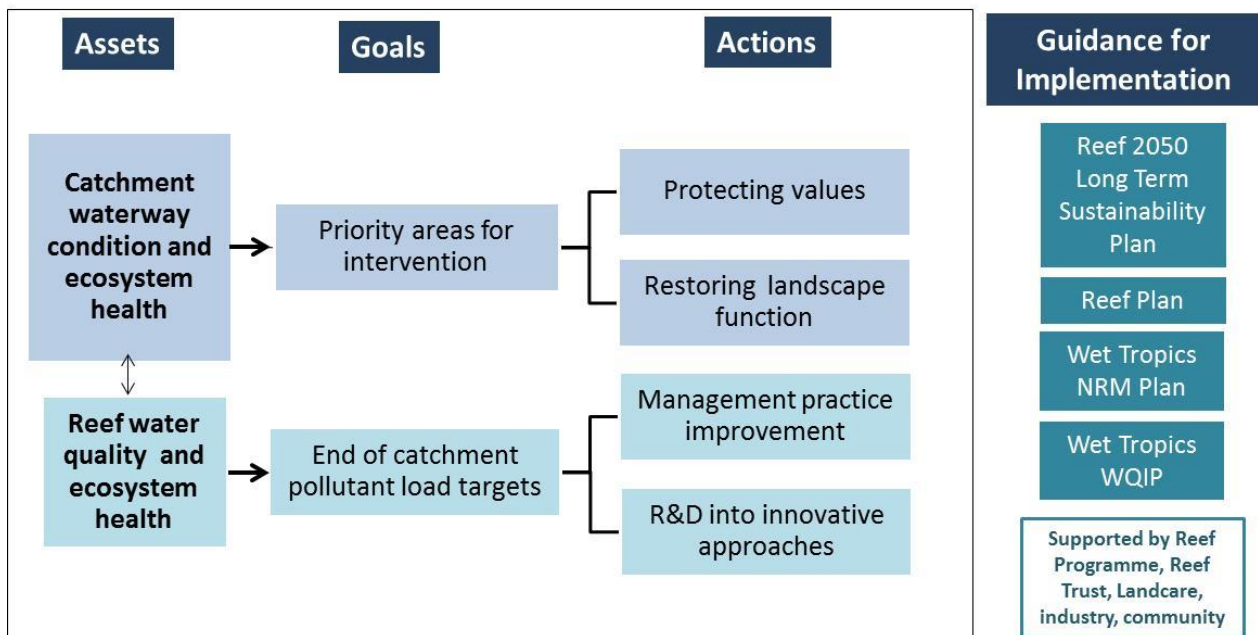 Assets
Goals
Actions
Catchment
waterway
condition and
ecosystem
health
Priority areas for
intervention
Protecting values
Restoring landscape
function
Reef water
quality and
ecosystem
health
End of catchment
pollutant load targets
Management practice
improvement
R&D into innovative
approaches
Guidance for
Implementation
Reef 2050
Long Term
Sustainability
Plan
Reef Plan
Wet Tropics
NRM Plan
Wet Tropics
WQIP
Supported by Reef
Programme, Reef
Trust, Landcare,
industry, community